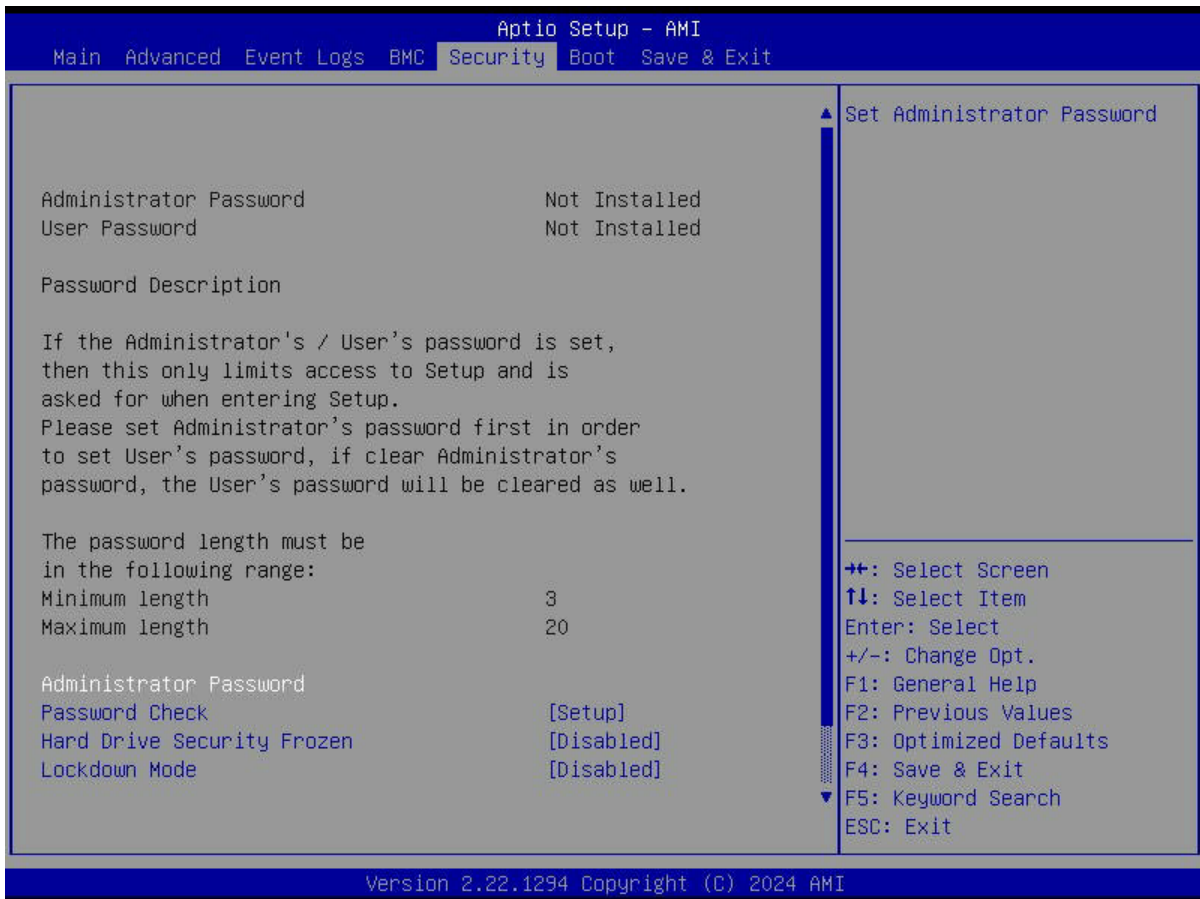 Aptio Setup – AMI
Main Advanced Event Logs BMC Security Boot Save & Exit
Administrator Password Not Installed
User Password Not Installed
Password Description
If the Administrator's / User's password is set,
then this only limits access to Setup and is
asked for when entering Setup.
Please set Administrator's password first in order
to set User's password, if clear Administrator's
password, the User's password will be cleared as well.
The password length must be
in the following range:
Minimum length 3
Maximum length 20
Administrator Password
Password Check [Setup]
Hard Drive Security Frozen [Disabled]
Lockdown Mode [Disabled]
Set Administrator Password
→←: Select Screen
↑↓: Select Item
Enter: Select
+/-: Change Opt.
F1: General Help
F2: Previous Values
F3: Optimized Defaults
F4: Save & Exit
F5: Keyword Search
ESC: Exit
Version 2.22.1294 Copyright (C) 2024 AMI